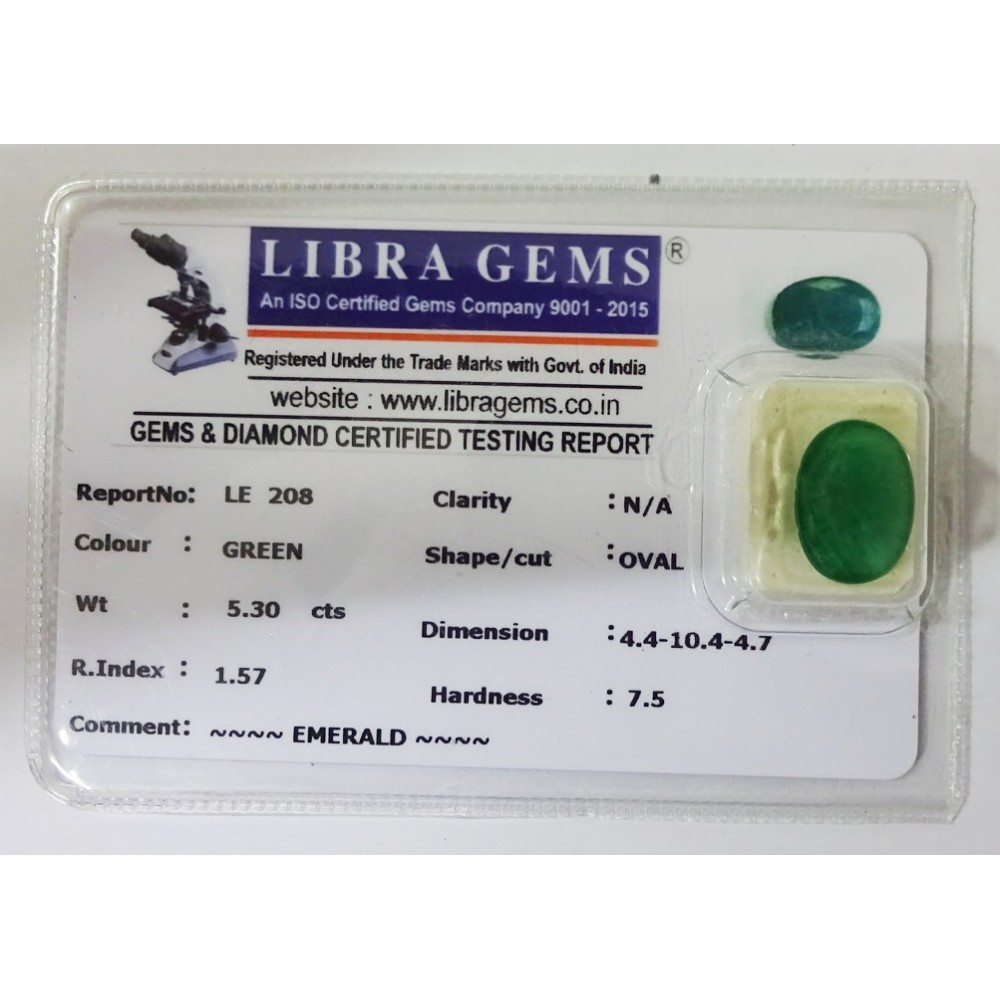 LIBRA GEMS ®
An ISO Certified Gems Company 9001 - 2015
Registered Under the Trade Marks with Govt. of India
website : www.libragems.co.in
GEMS & DIAMOND CERTIFIED TESTING REPORT
ReportNo: LE 208
Colour : GREEN
Wt : 5.30 cts
R.Index : 1.57
Comment: ~~~~ EMERALD ~~~~
Clarity : N/A
Shape/cut : OVAL
Dimension : 4.4-10.4-4.7
Hardness : 7.5